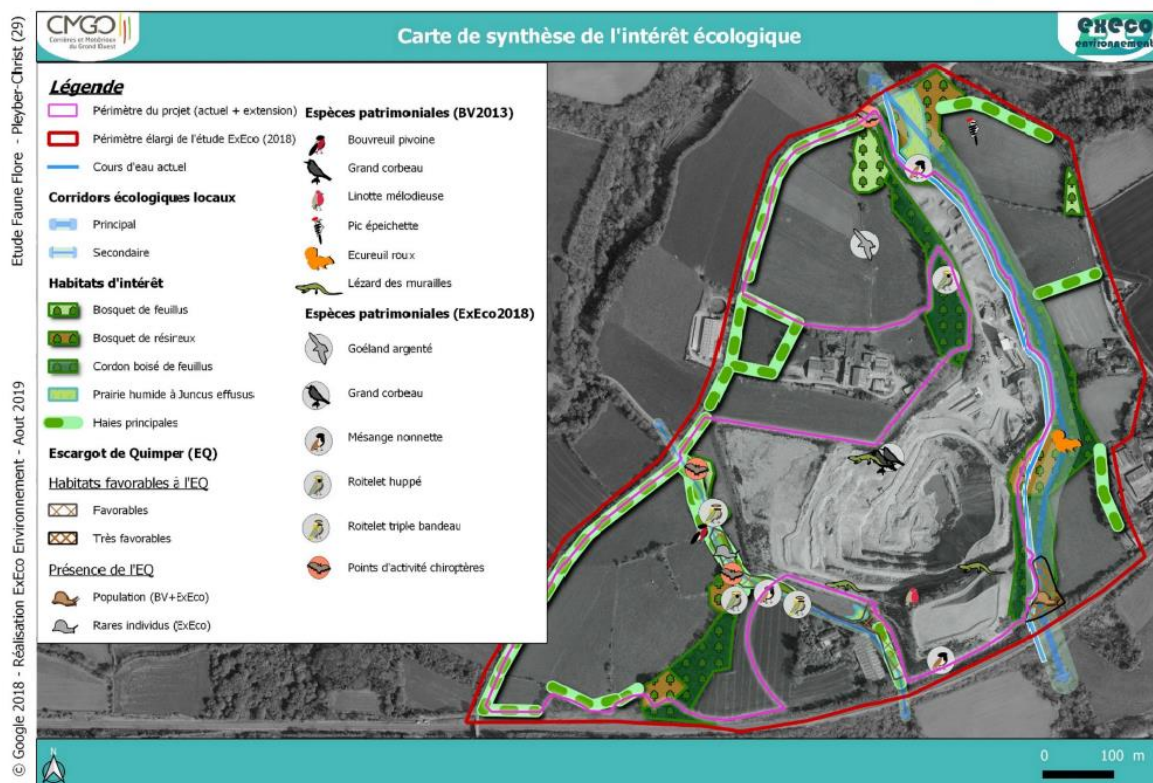 Etude Faune Flore - Pleyber-Christ (29)
© Google 2018 - Réalisation ExEco Environnement - Aout 2019
CMGO
Carrières et Matériaux
du Grand Ouest
Carte de synthèse de l'intérêt écologique
execo
environnement
Légende
Périmètre du projet (actuel + extension)
Périmètre élargi de l'étude ExEco (2018)
Cours d'eau actuel
Corridors écologiques locaux
Principal
Secondaire
Habitats d'intérêt
Bosquet de feuillus
Bosquet de résineux
Cordon boisé de feuillus
Prairie humide à Juncus effusus
Haies principales
Escargot de Quimper (EQ)
Habitats favorables à l'EQ
Favorables
Très favorables
Présence de l'EQ
Population (BV+ExEco)
Rares individus (ExEco)
Espèces patrimoniales (BV2013)
Bouvreuil pivoine
Grand corbeau
Linotte mélodieuse
Pic épeichette
Ecureuil roux
Lézard des murailles
Espèces patrimoniales (ExEco2018)
Goéland argenté
Grand corbeau
Mésange nonnette
Roitelet huppé
Roitelet triple bandeau
Points d'activité chiroptères
N
0 100 m